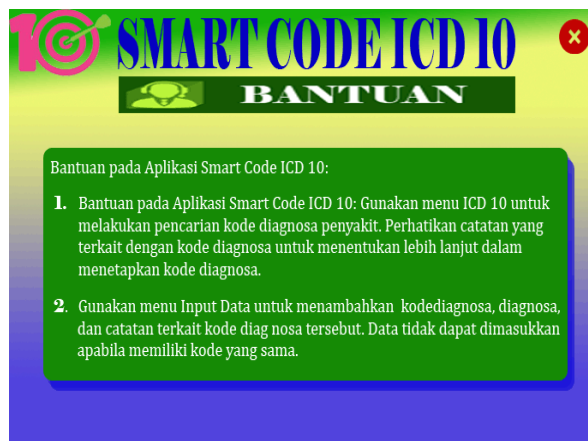 10 SMART CODE ICD 10
BANTUAN
X
Bantuan pada Aplikasi Smart Code ICD 10:
1. Bantuan pada Aplikasi Smart Code ICD 10: Gunakan menu ICD 10 untuk
melakukan pencarian kode diagnosa penyakit. Perhatikan catatan yang
terkait dengan kode diagnosa untuk menentukan lebih lanjut dalam
menetapkan kode diagnosa.
2. Gunakan menu Input Data untuk menambahkan kodediagnosa, diagnosa,
dan catatan terkait kode diag nosa tersebut. Data tidak dapat dimasukkan
apabila memiliki kode yang sama.